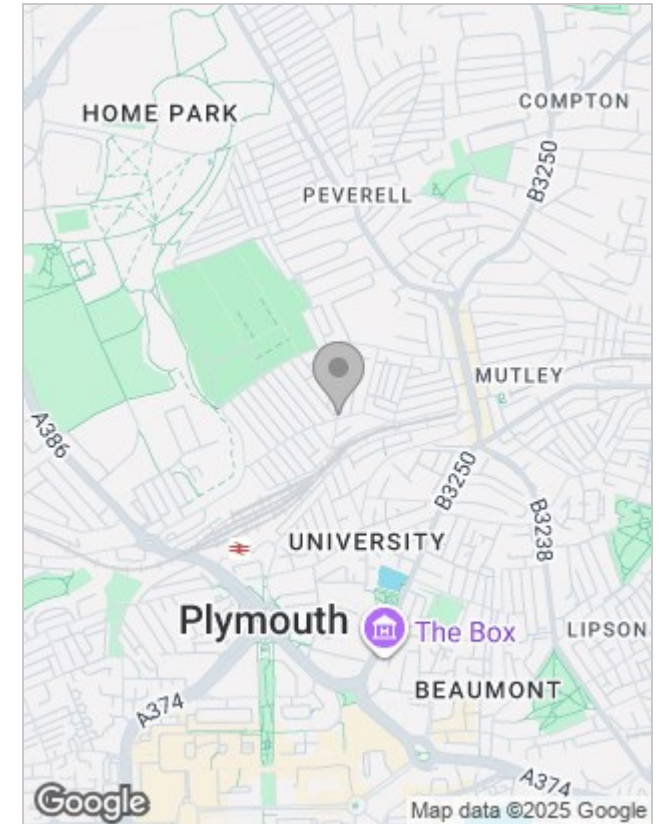 HOME PARK
COMPTON
B3250
PEVERELL
MUTLEY
A386
B3250
B3238
UNIVERSITY
Plymouth
The Box
LIPSON
BEAUMONT
A374
A374
Google
Map data ©2025 Google